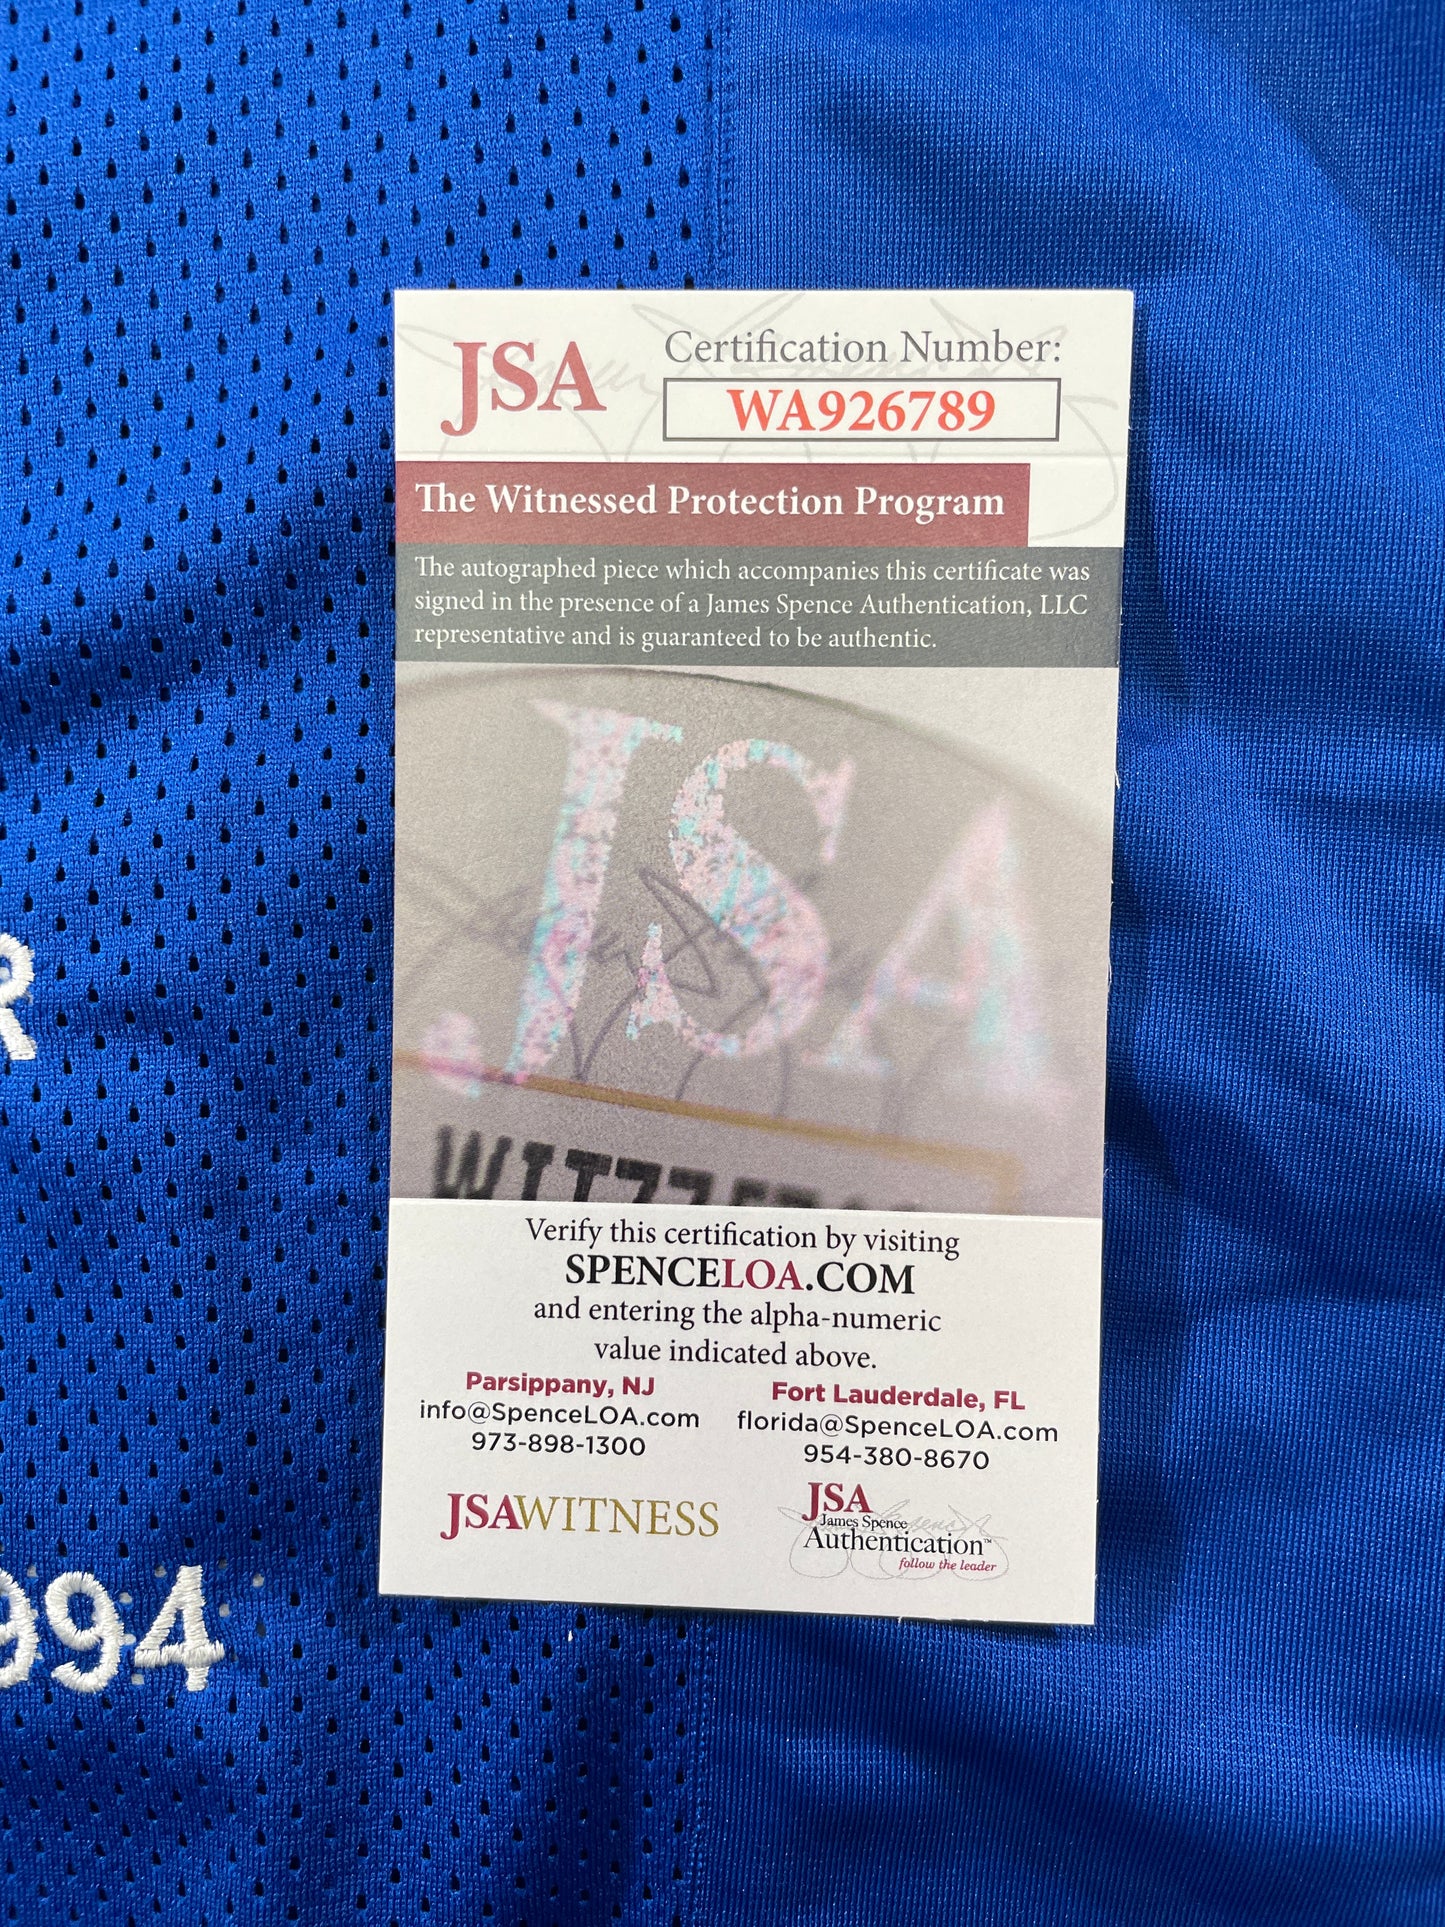 JSA
Certification Number:
WA926789
The Witnessed Protection Program
The autographed piece which accompanies this certificate was
signed in the presence of a James Spence Authentication, LLC
representative and is guaranteed to be authentic.
JSA
R
994
Verify this certification by visiting
SPENCELOA.COM
and entering the alpha-numeric
value indicated above.
Parsippany, NJ
info@SpenceLOA.com
973-898-1300
Fort Lauderdale, FL
florida@SpenceLOA.com
954-380-8670
JSAWITNESS
JSA
James Spence
Authentication™
follow the leader